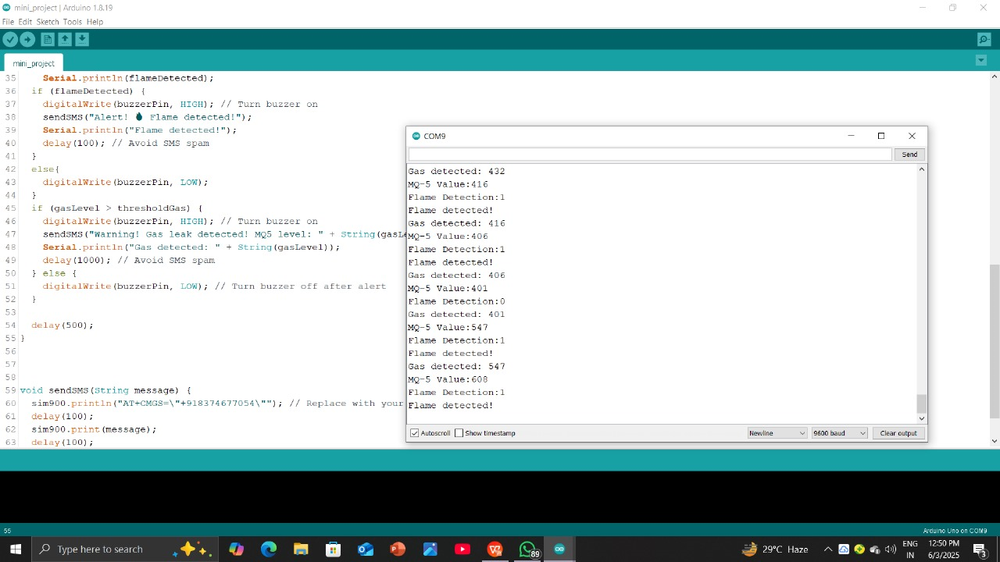 mini_project | Arduino 1.8.19
File Edit Sketch Tools Help
mini_project
35 Serial.println(flameDetected);
36 if (flameDetected) {
37 digitalWrite(buzzerPin, HIGH); // Turn buzzer on
38 sendSMS("Alert! 🔥 Flame detected!");
39 Serial.println("Flame detected!");
40 delay(100); // Avoid SMS spam
41 }
42 else{
43 digitalWrite(buzzerPin, LOW);
44 }
45 if (gasLevel > thresholdGas) {
46 digitalWrite(buzzerPin, HIGH); // Turn buzzer on
47 sendSMS("Warning! Gas leak detected! MQ5 level: " + String(gasLe
48 Serial.println("Gas detected: " + String(gasLevel));
49 delay(1000); // Avoid SMS spam
50 } else {
51 digitalWrite(buzzerPin, LOW); // Turn buzzer off after alert
52 }
53
54 delay(500);
55 }
56
57
58
59 void sendSMS(String message) {
60 sim900.println("AT+CMGS=\"+918374677054\""); // Replace with your
61 delay(100);
62 sim900.print(message);
63 delay(100);
COM9
Send
Gas detected: 432
MQ-5 Value:416
Flame Detection:1
Flame detected!
Gas detected: 416
MQ-5 Value:406
Flame Detection:1
Flame detected!
Gas detected: 406
MQ-5 Value:401
Flame Detection:0
Gas detected: 401
MQ-5 Value:547
Flame Detection:1
Flame detected!
Gas detected: 547
MQ-5 Value:608
Flame Detection:1
Flame detected!
Autoscroll Show timestamp Newline 9600 baud Clear output
55 Arduino Uno on COM9
Type here to search
89
29°C Haze
ENG
IN
12:50 PM
6/3/2025
3